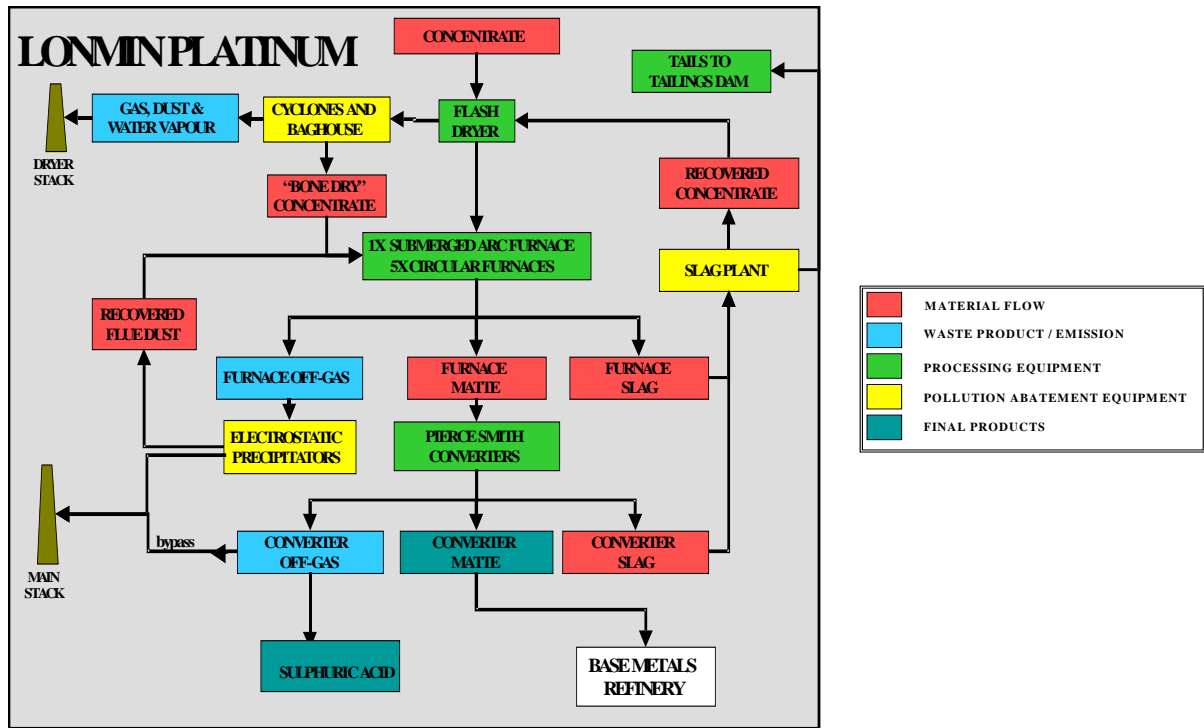 LONMIN PLATINUM
CONCENTRATE
TAILS TO
TAILINGS DAM
GAS, DUST &
WATER VAPOUR
CYCLONES AND
BAGHOUSE
FLASH
DRYER
DRYER
STACK
"BONE DRY"
CONCENTRATE
RECOVERED
CONCENTRATE
1X SUBMERGED ARC FURNACE
5X CIRCULAR FURNACES
SLAG PLANT
RECOVERED
FLUE DUST
FURNACE OFF-GAS
FURNACE
MATTE
FURNACE
SLAG
ELECTROSTATIC
PRECIPITATORS
PIERCE SMITH
CONVERTERS
bypass
CONVERTER
OFF-GAS
CONVERTER
MATTE
CONVERTER
SLAG
MAIN
STACK
SULPHURIC ACID
BASE METALS
REFINERY
MATERIAL FLOW
WASTE PRODUCT / EMISSION
PROCESSING EQUIPMENT
POLLUTION ABATEMENT EQUIPMENT
FINAL PRODUCTS